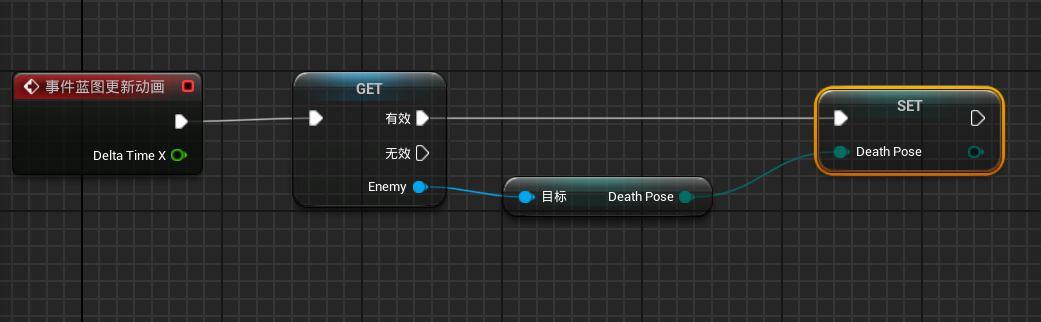 事件蓝图更新动画
Delta Time X
GET
有效
无效
Enemy
目标 Death Pose
SET
Death Pose